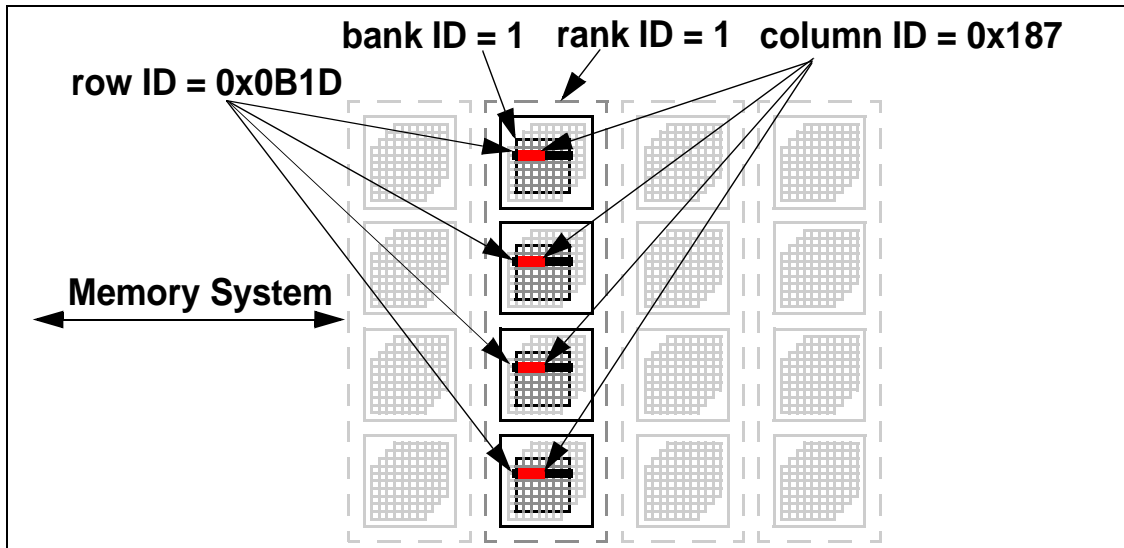 bank ID = 1 rank ID = 1 column ID = 0x187
row ID = 0x0B1D
Memory System